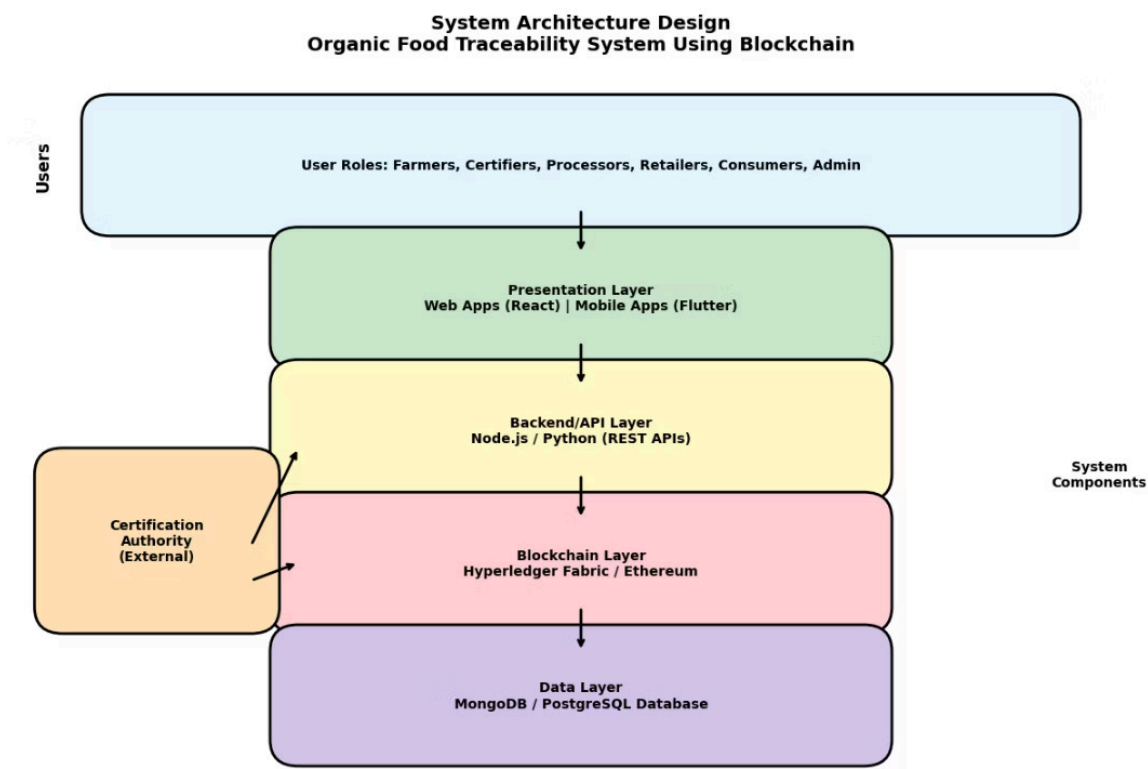 System Architecture Design
Organic Food Traceability System Using Blockchain
Users
User Roles: Farmers, Certifiers, Processors, Retailers, Consumers, Admin
Presentation Layer
Web Apps (React) | Mobile Apps (Flutter)
Backend/API Layer
Node.js / Python (REST APIs)
System
Components
Certification
Authority
(External)
Blockchain Layer
Hyperledger Fabric / Ethereum
Data Layer
MongoDB / PostgreSQL Database